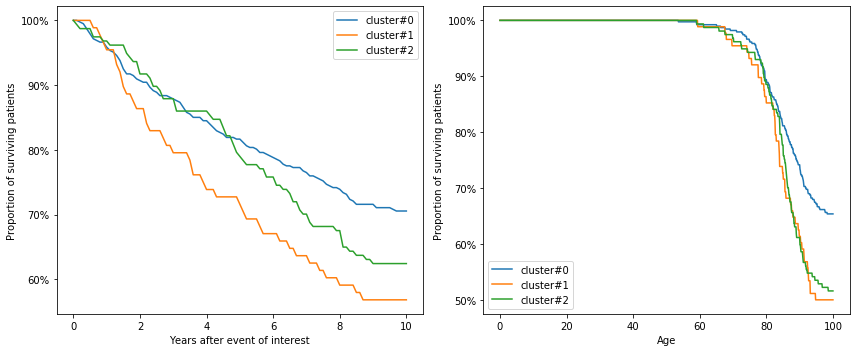 100%
90%
80%
70%
60%
Proportion of surviving patients
0
2
4
6
8
10
Years after event of interest
cluster#0
cluster#1
cluster#2
100%
90%
80%
70%
60%
50%
Proportion of surviving patients
0
20
40
60
80
100
Age
cluster#0
cluster#1
cluster#2